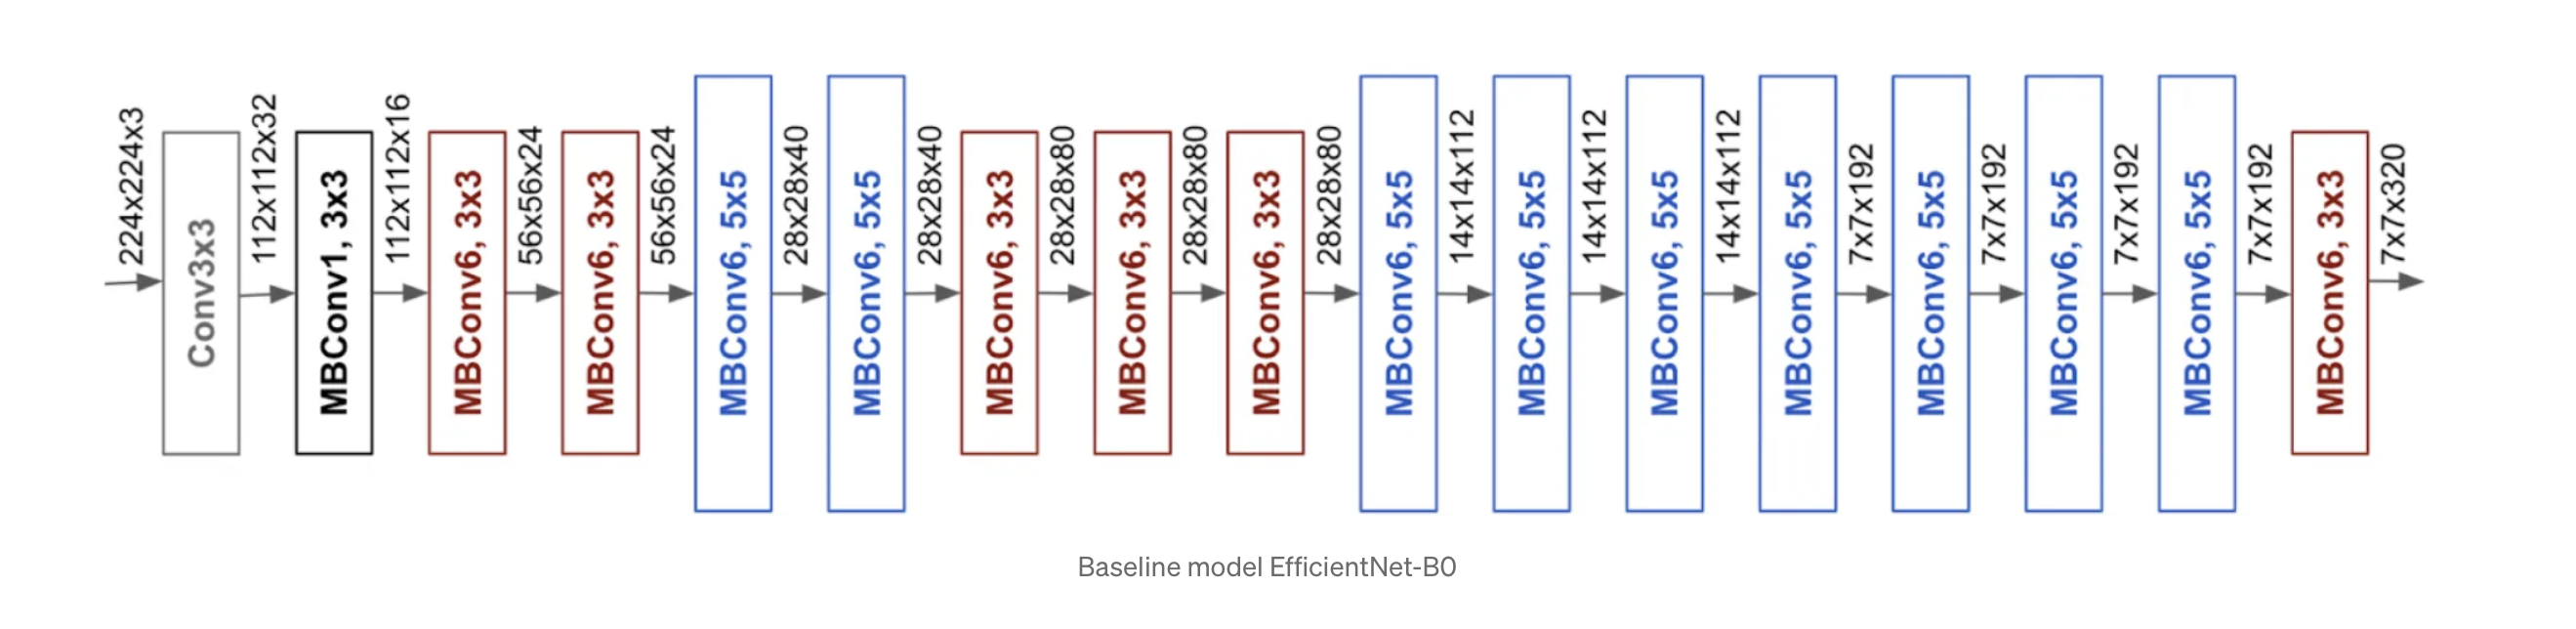 224x224x3
Conv3x3
112x112x32
MBConv1, 3x3
112x112x16
MBConv6, 3x3
56x56x24
MBConv6, 3x3
56x56x24
MBConv6, 5x5
28x28x40
MBConv6, 5x5
28x28x40
MBConv6, 3x3
28x28x80
MBConv6, 3x3
28x28x80
MBConv6, 3x3
28x28x80
MBConv6, 5x5
14x14x112
MBConv6, 5x5
14x14x112
MBConv6, 5x5
14x14x112
MBConv6, 5x5
7x7x192
MBConv6, 5x5
7x7x192
MBConv6, 5x5
7x7x192
MBConv6, 5x5
7x7x192
MBConv6, 3x3
7x7x320
Baseline model EfficientNet-B0